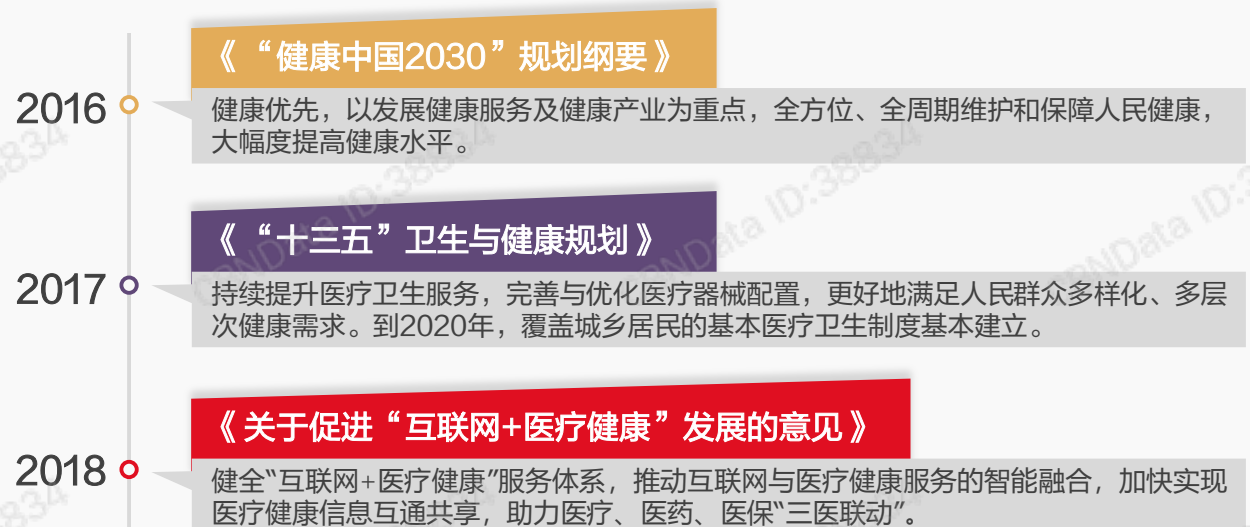 《“健康中国2030”规划纲要》
2016
健康优先，以发展健康服务及健康产业为重点，全方位、全周期维护和保障人民健康，
大幅度提高健康水平。
《“十三五”卫生与健康规划》
2017
持续提升医疗卫生服务，完善与优化医疗器械配置，更好地满足人民群众多样化、多层
次健康需求。到2020年，覆盖城乡居民的基本医疗卫生制度基本建立。
《关于促进“互联网+医疗健康”发展的意见》
2018
健全“互联网+医疗健康”服务体系，推动互联网与医疗健康服务的智能融合，加快实现
医疗健康信息互通共享，助力医疗、医药、医保“三医联动”。